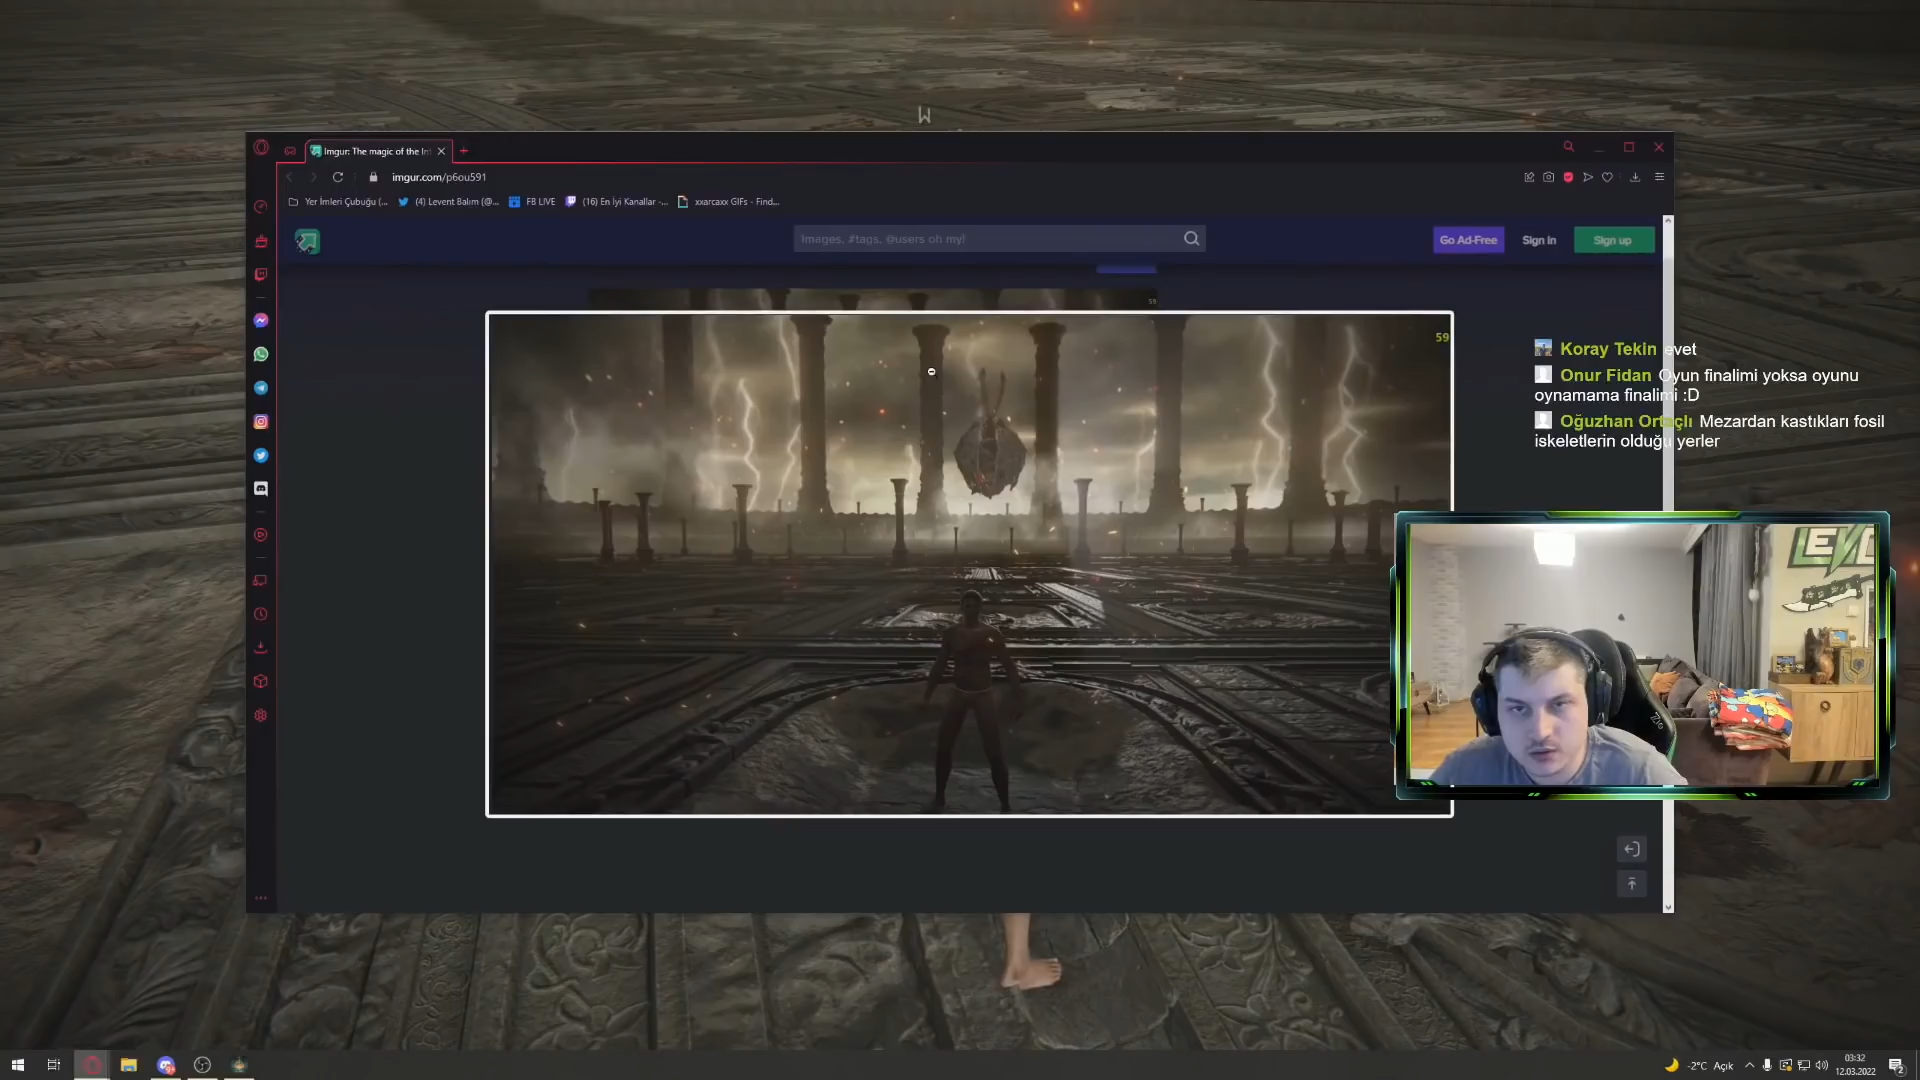 W
Imgur: The magic of the In
imgur.com/p6ou591
Yer İmleri Çubuğu (...
(4) Levent Balım (@...
FB LIVE
(16) En İyi Kanallar -...
xxarcaxx GIFs - Find...
Images, #tags, @users oh my!
Go Ad-Free
Sign in
Sign up
59
59
Koray Tekin evet
Onur Fidan Oyun finalimi yoksa oyunu
oynamama finalimi :D
Oğuzhan Ortaçlı Mezardan kastıkları fosil
iskeletlerin olduğu yerler
-2°C Açık
03:32
12.03.2022
2